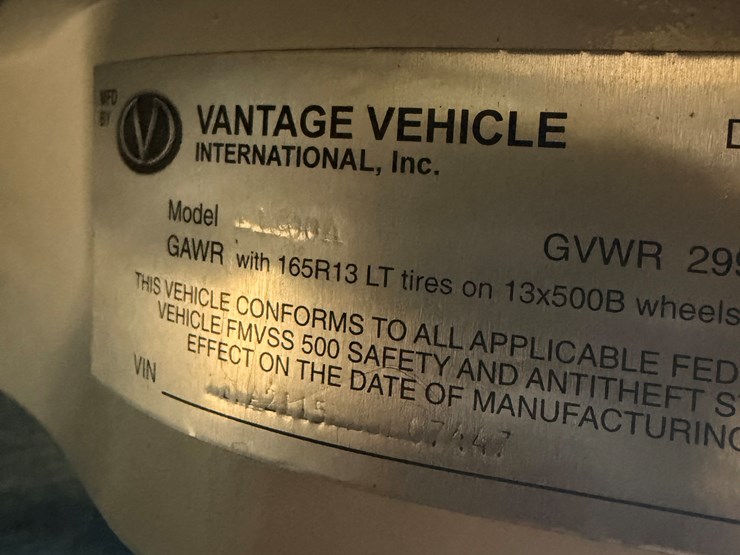 MFD
BY
VANTAGE VEHICLE
INTERNATIONAL, Inc.
Model
GVWR 29
GAWR with 165R13 LT tires on 13x500B wheels
THIS VEHICLE CONFORMS TO ALL APPLICABLE FED
VEHICLE FMVSS 500 SAFETY AND ANTITHEFT S
EFFECT ON THE DATE OF MANUFACTURING
VIN